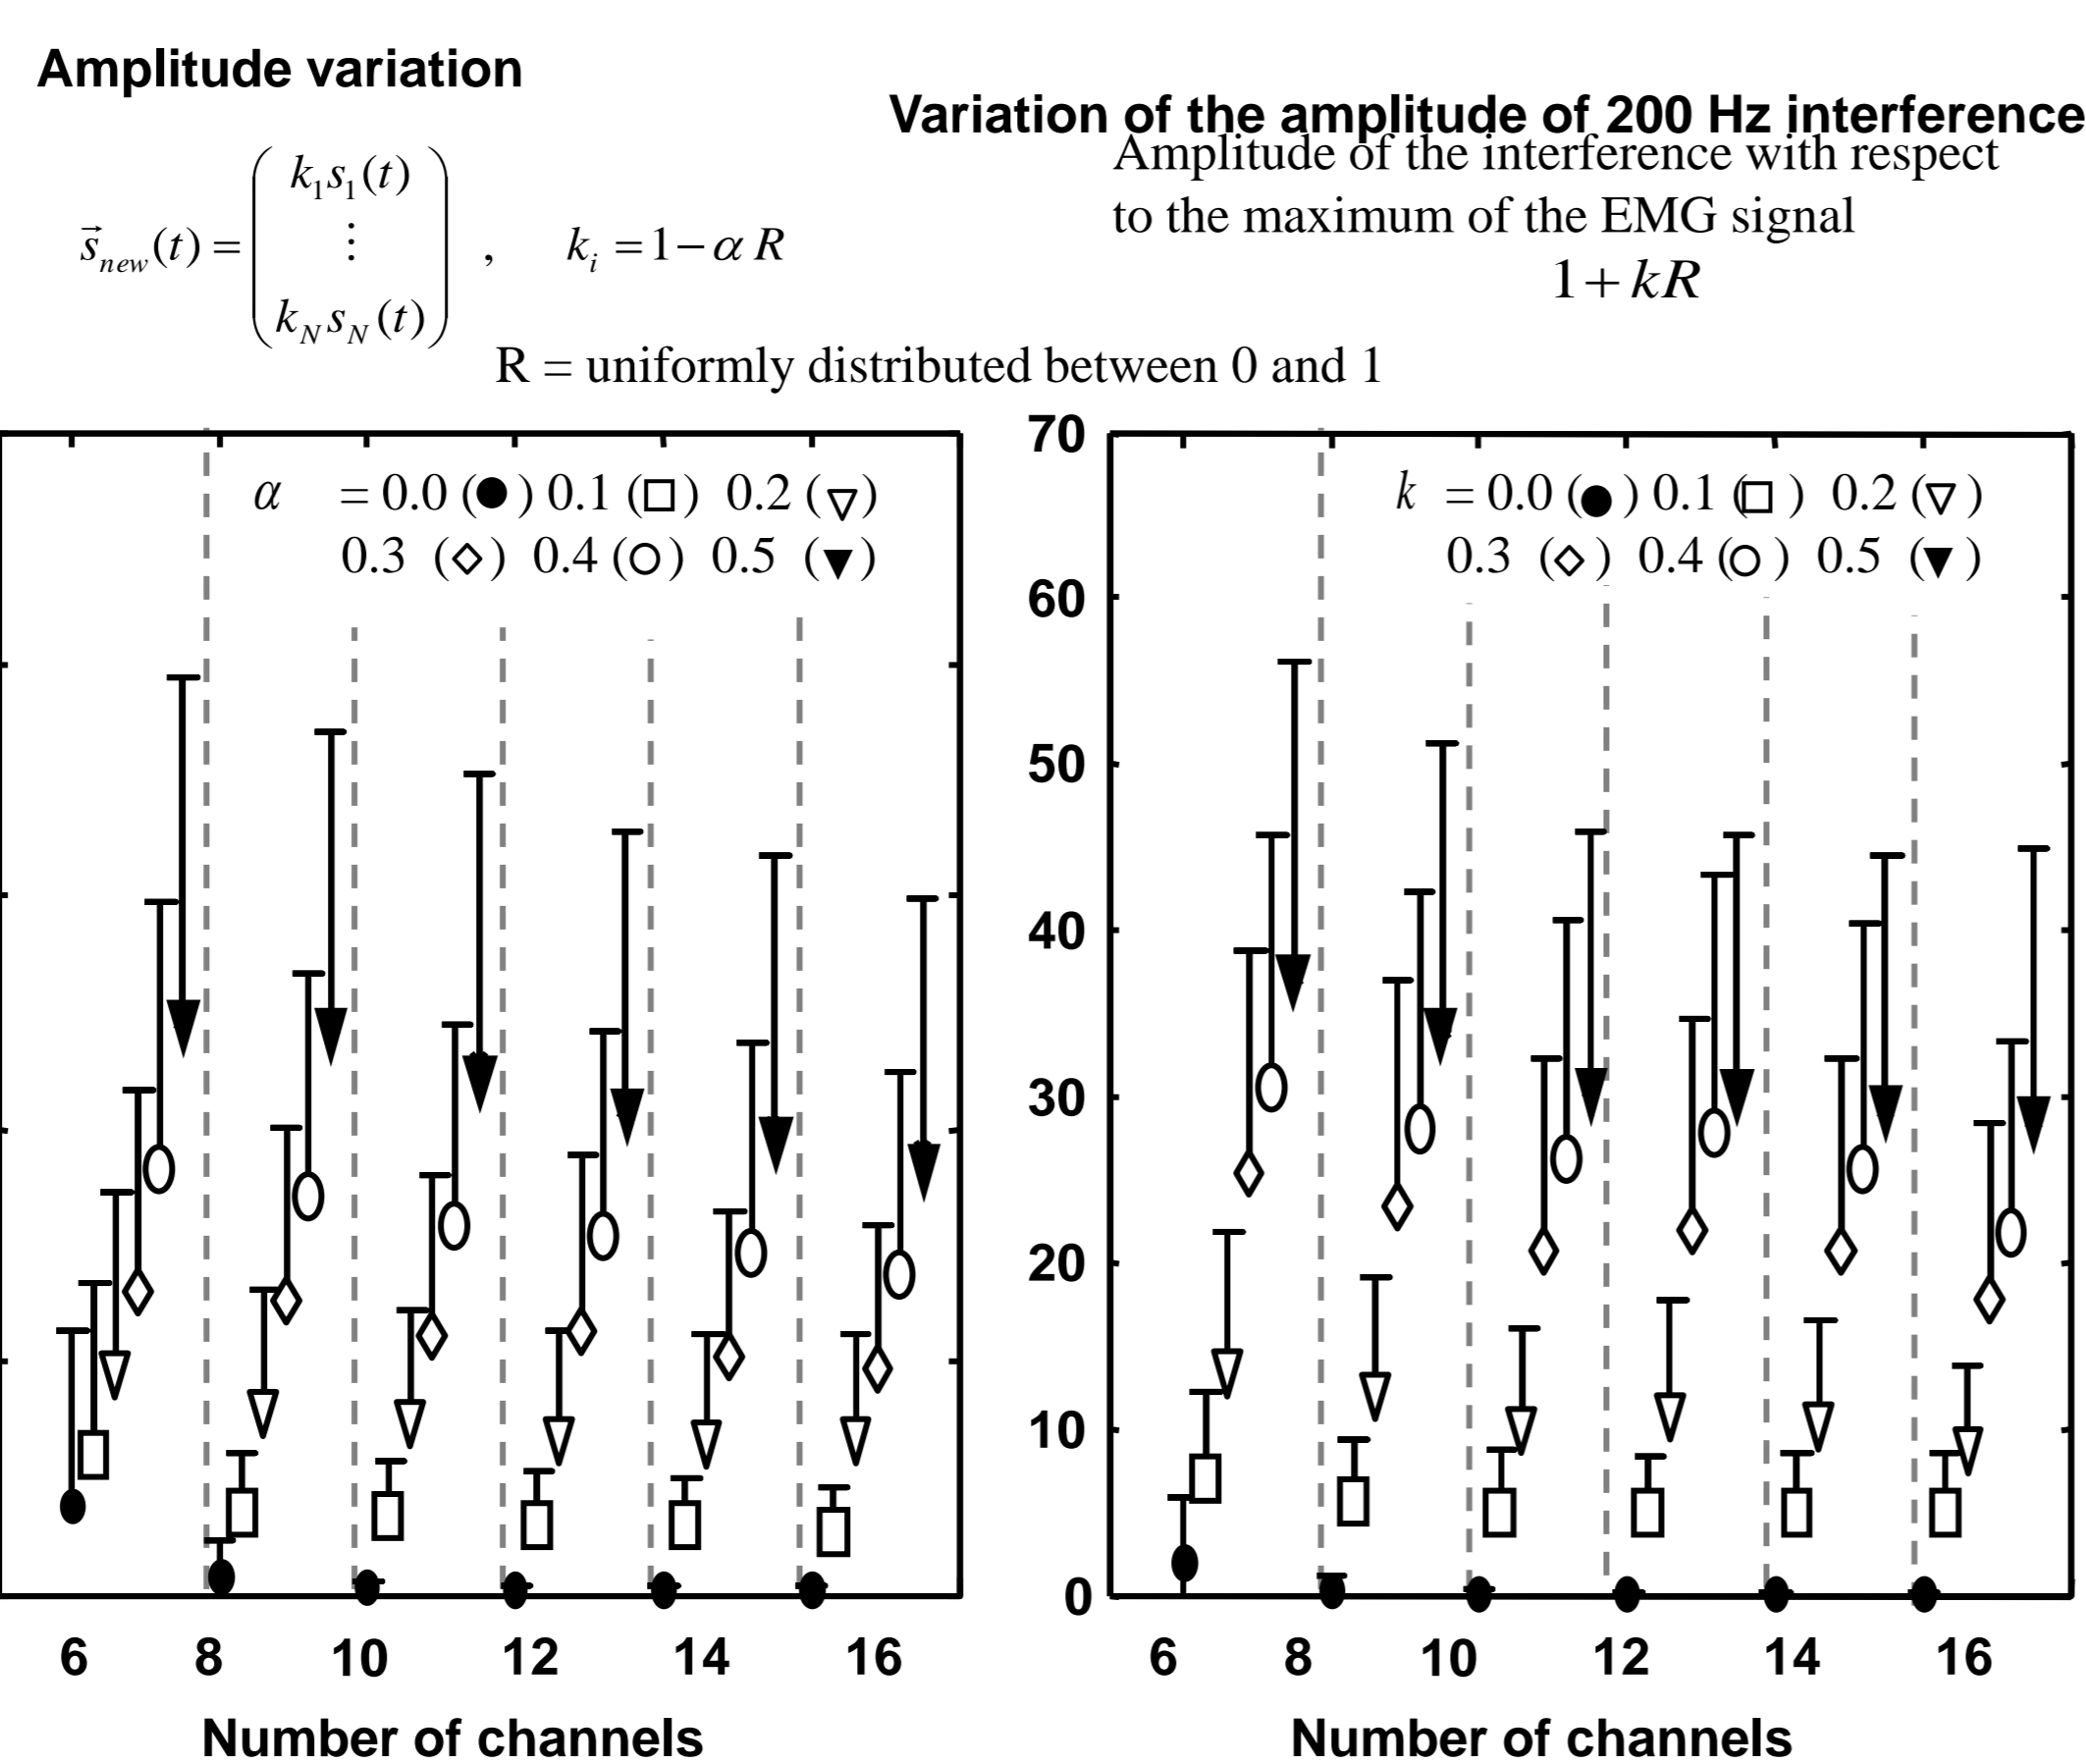 Amplitude variation
Variation of the amplitude of 200 Hz interference
Amplitude of the interference with respect
to the maximum of the EMG signal
1 + kR
k₁s₁(t)
⋮
k_N s_N(t)
s⃗_new(t) = , k_i = 1 − α R
R = uniformly distributed between 0 and 1
α = 0.0 (●) 0.1 (□) 0.2 (▽)
0.3 (◇) 0.4 (○) 0.5 (▼)
k = 0.0 (●) 0.1 (□) 0.2 (▽)
0.3 (◇) 0.4 (○) 0.5 (▼)
70
60
50
40
30
20
10
0
6 8 10 12 14 16
Number of channels
6 8 10 12 14 16
Number of channels